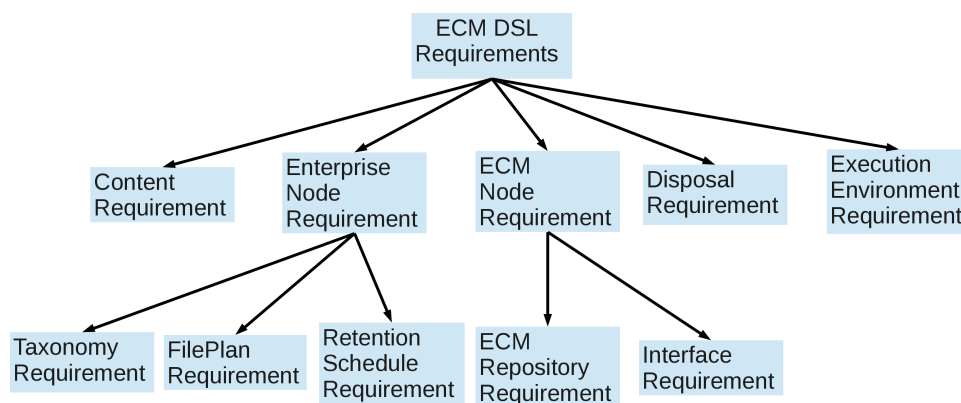 ECM DSL
Requirements
Content
Requirement
Enterprise
Node
Requirement
ECM
Node
Requirement
Disposal
Requirement
Execution
Environment
Requirement
Taxonomy
Requirement
FilePlan
Requirement
Retention
Schedule
Requirement
ECM
Repository
Requirement
Interface
Requirement